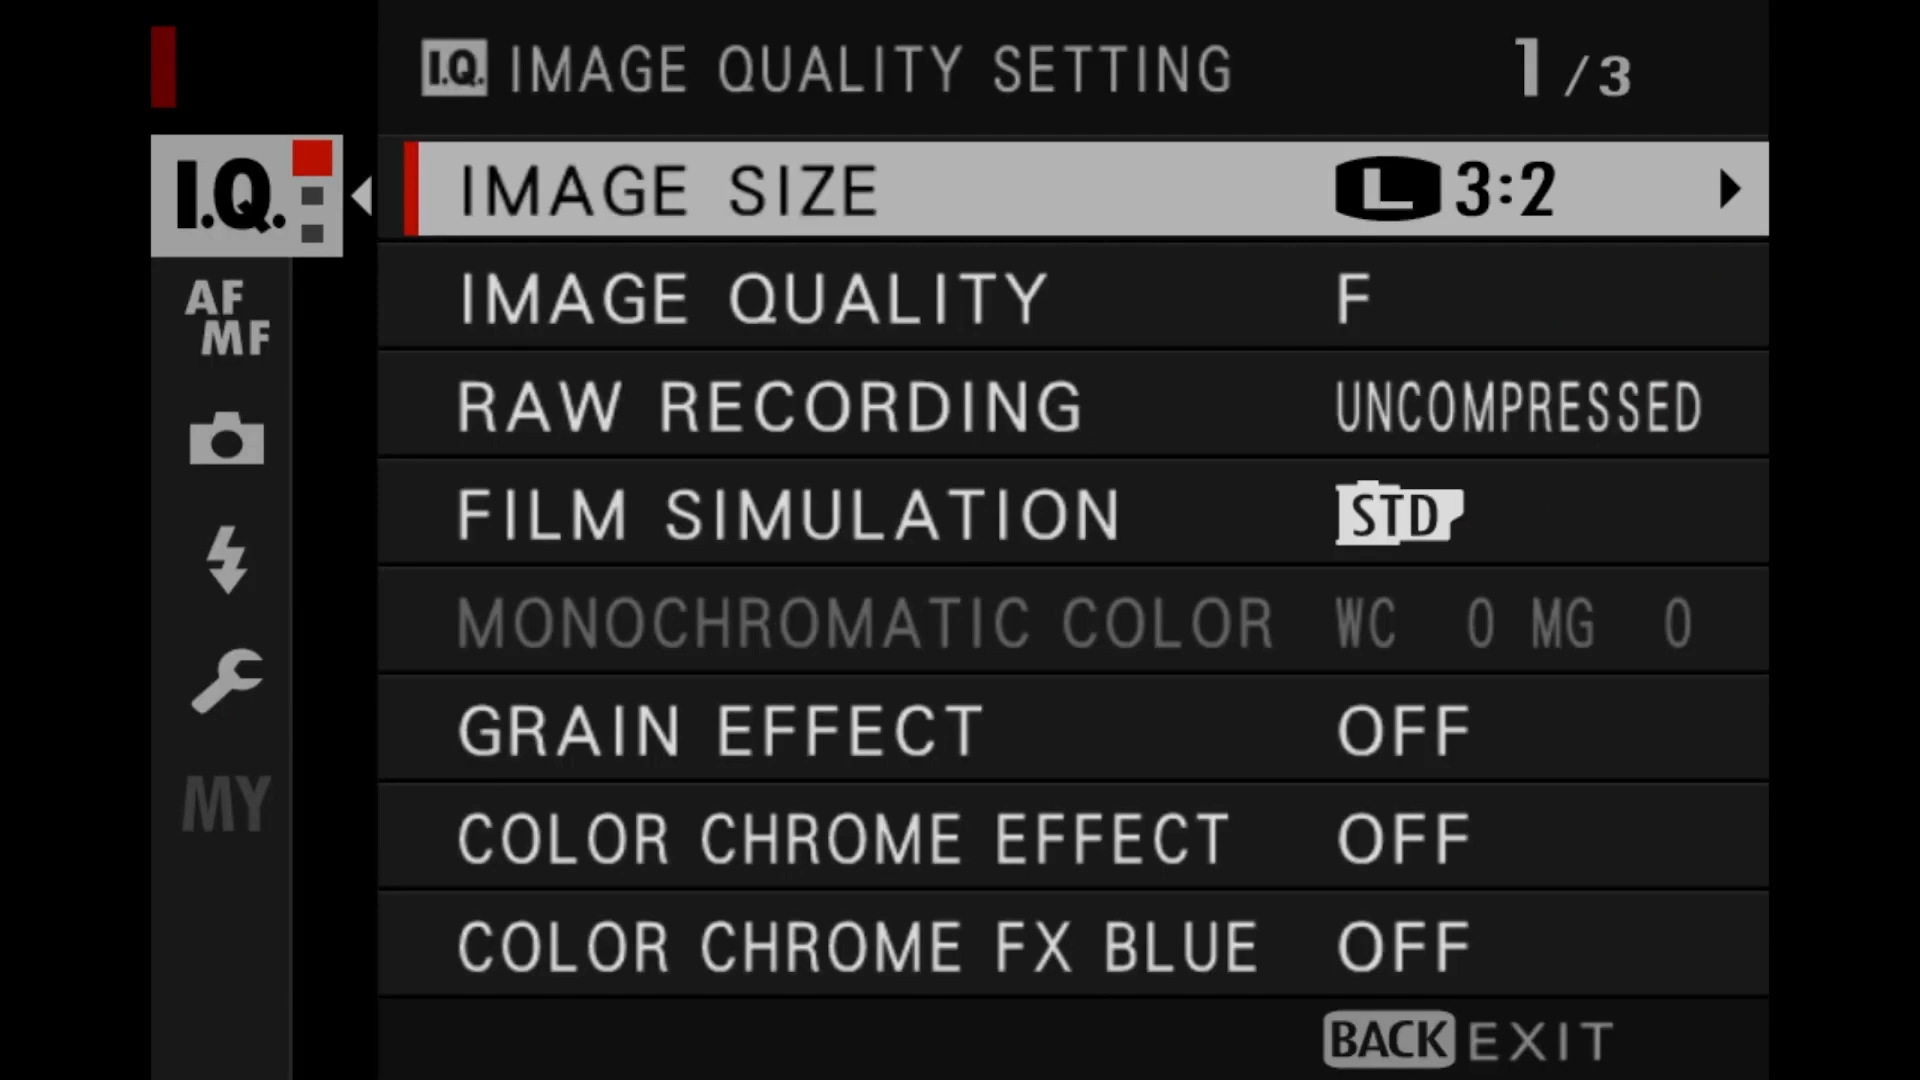 I.Q. IMAGE QUALITY SETTING 1/3
I.Q.
IMAGE SIZE L 3:2
IMAGE QUALITY F
AF
MF
RAW RECORDING UNCOMPRESSED
FILM SIMULATION STD
MONOCHROMATIC COLOR WC 0 MG 0
GRAIN EFFECT OFF
MY
COLOR CHROME EFFECT OFF
COLOR CHROME FX BLUE OFF
BACK EXIT